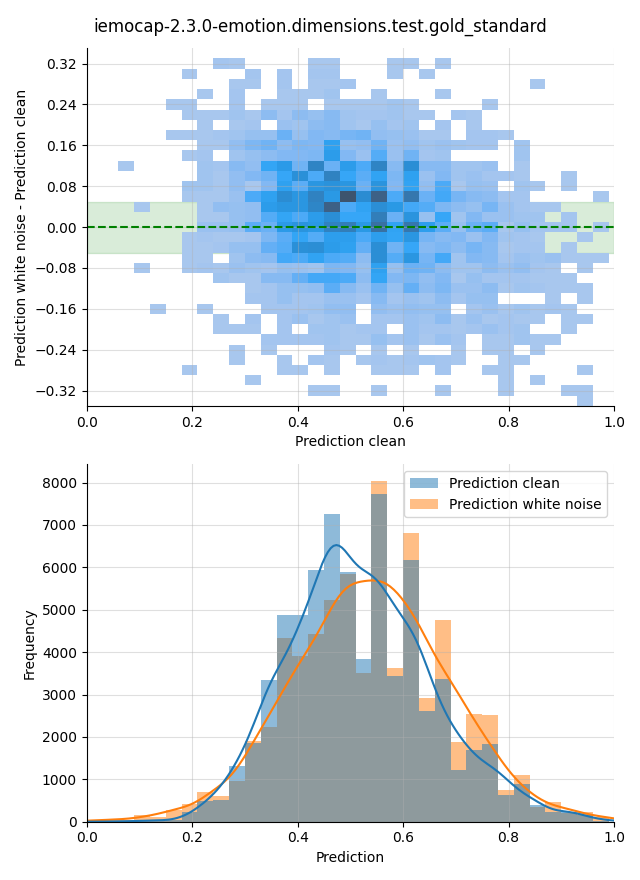 iemocap-2.3.0-emotion.dimensions.test.gold_standard
Prediction white noise - Prediction clean
0.32
0.24
0.16
0.08
0.00
−0.08
−0.16
−0.24
−0.32
0.0 0.2 0.4 0.6 0.8 1.0
Prediction clean
Prediction clean
Prediction white noise
Frequency
8000
7000
6000
5000
4000
3000
2000
1000
0
0.0 0.2 0.4 0.6 0.8 1.0
Prediction